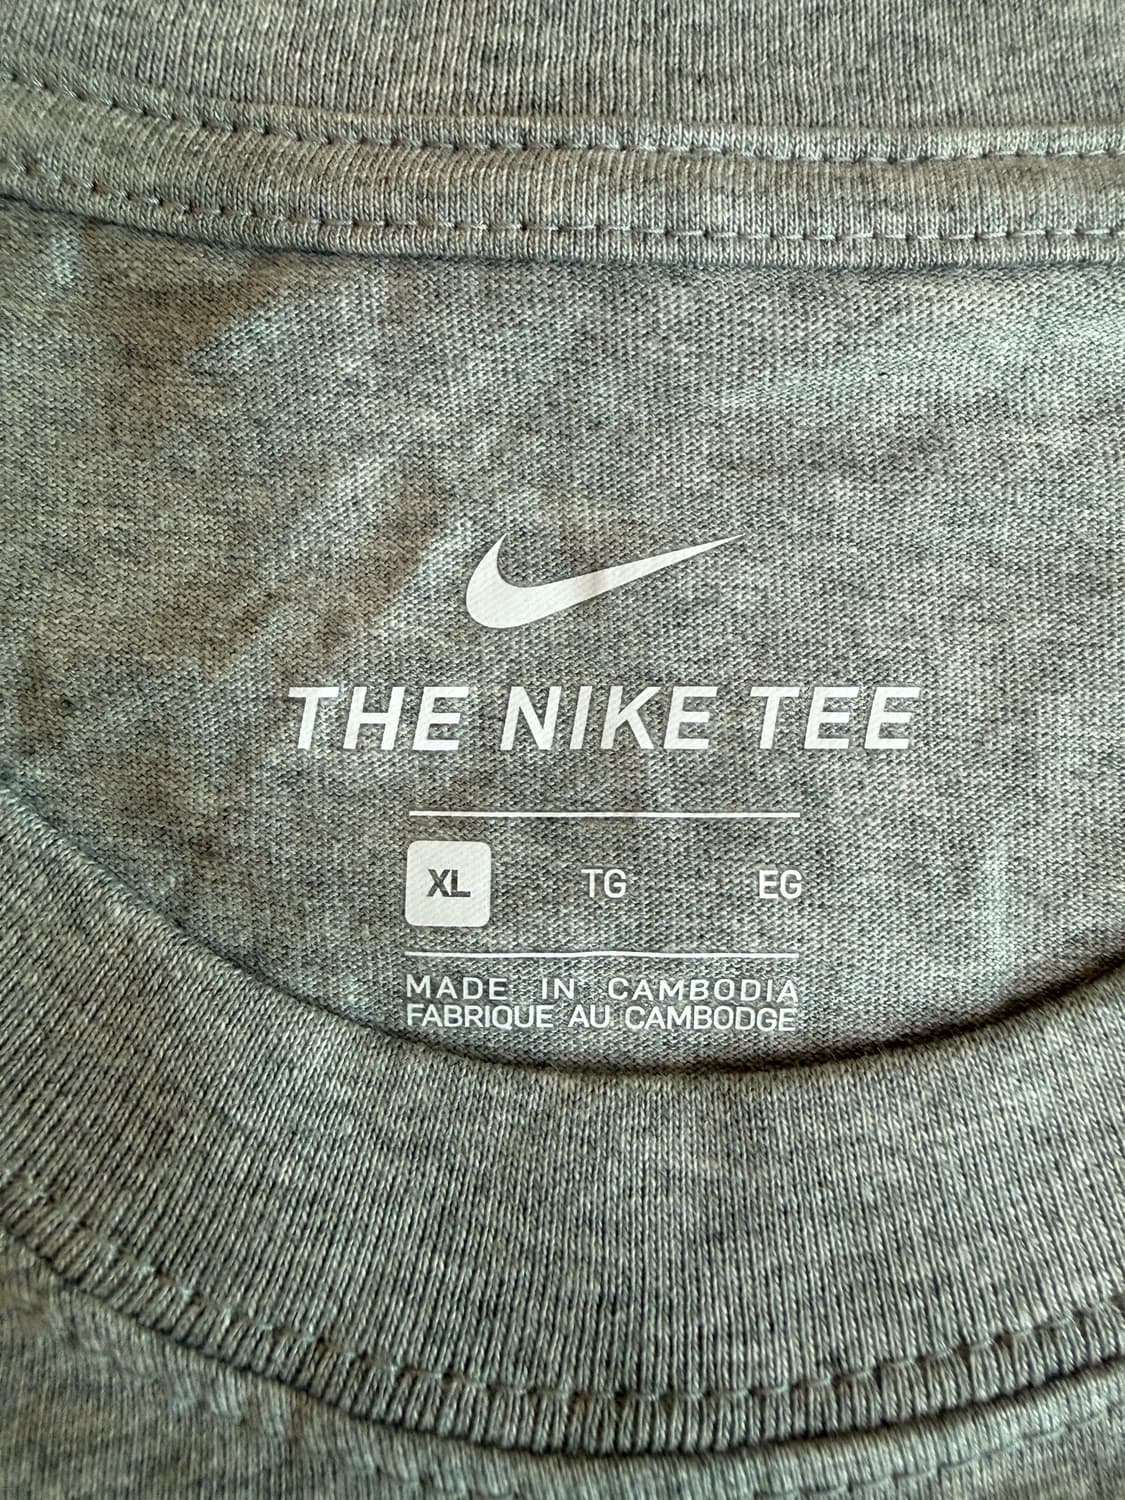 THE NIKE TEE
XL TG EG
MADE IN CAMBODIA
FABRIQUE AU CAMBODGE